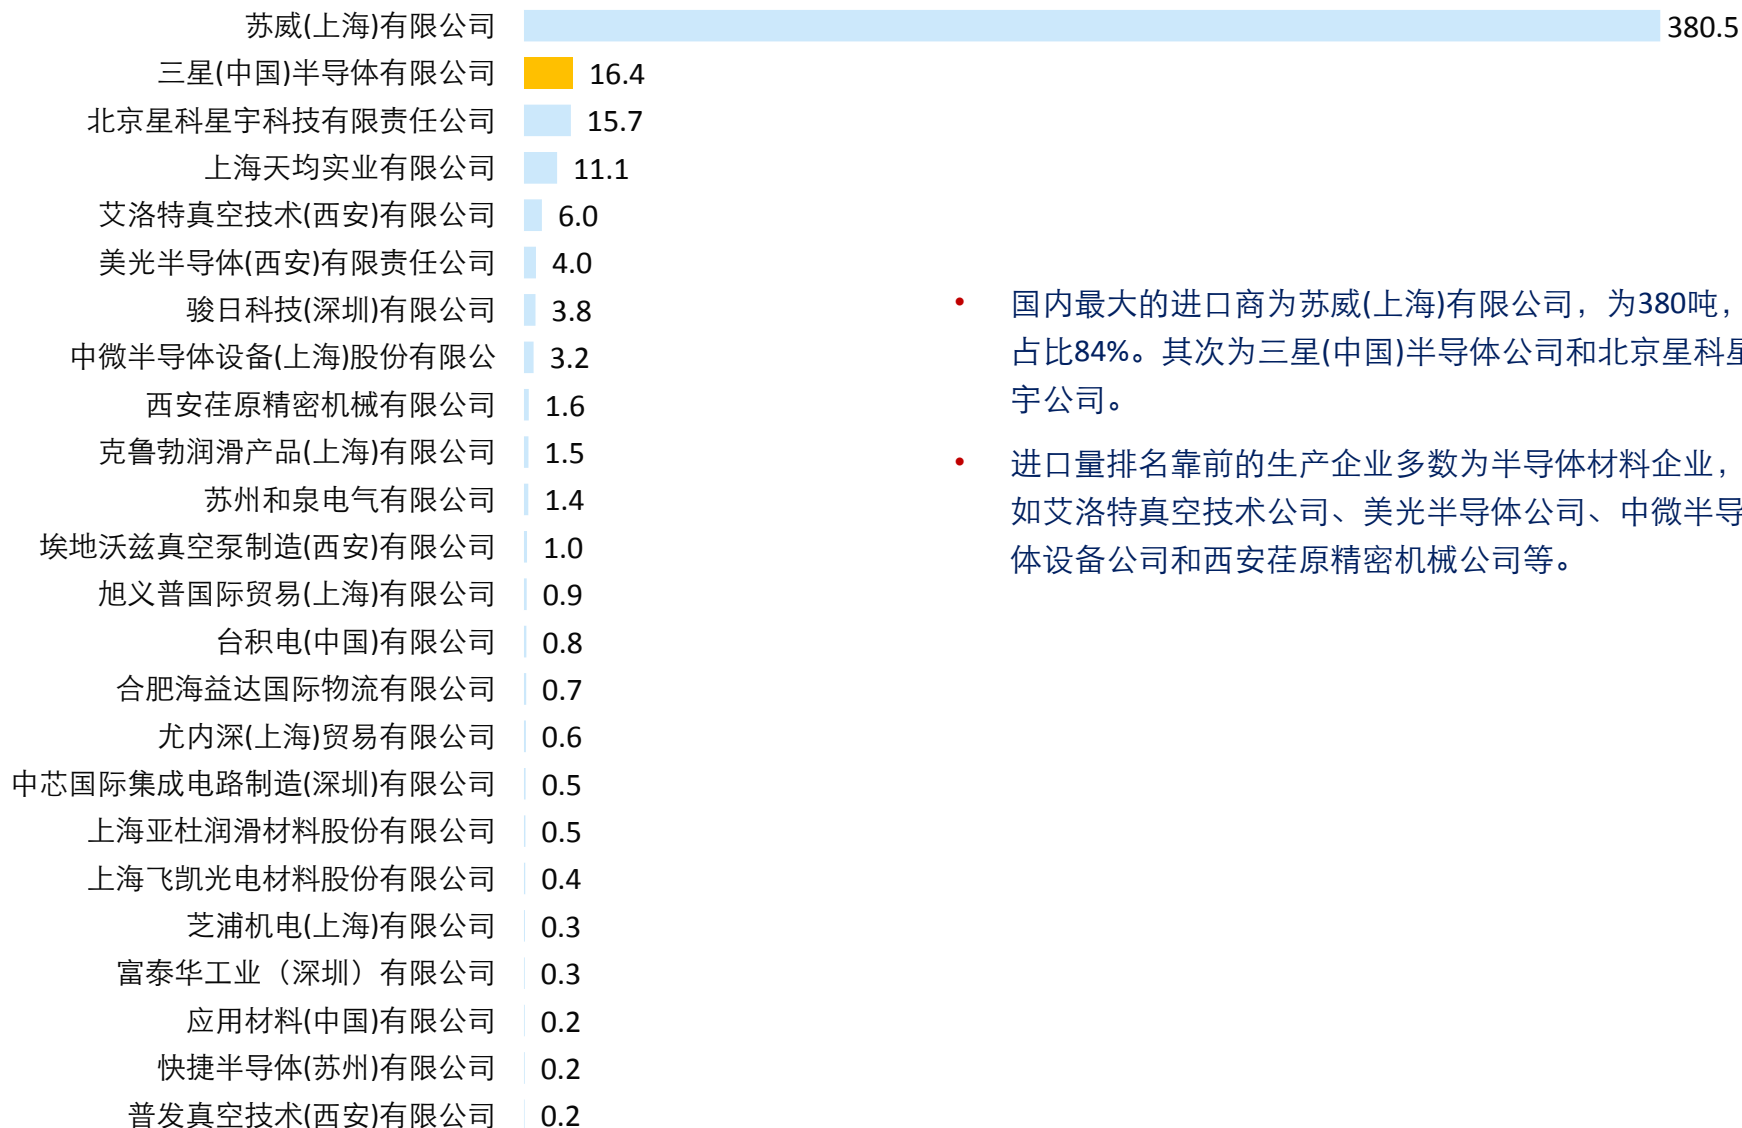 苏威(上海)有限公司 380.5
三星(中国)半导体有限公司 16.4
北京星科星宇科技有限责任公司 15.7
上海天均实业有限公司 11.1
艾洛特真空技术(西安)有限公司 6.0
美光半导体(西安)有限责任公司 4.0
骏日科技(深圳)有限公司 3.8
中微半导体设备(上海)股份有限公 3.2
西安荏原精密机械有限公司 1.6
克鲁勃润滑产品(上海)有限公司 1.5
苏州和泉电气有限公司 1.4
埃地沃兹真空泵制造(西安)有限公司 1.0
旭义普国际贸易(上海)有限公司 0.9
台积电(中国)有限公司 0.8
合肥海益达国际物流有限公司 0.7
尤内深(上海)贸易有限公司 0.6
中芯国际集成电路制造(深圳)有限公司 0.5
上海亚杜润滑材料股份有限公司 0.5
上海飞凯光电材料股份有限公司 0.4
芝浦机电(上海)有限公司 0.3
富泰华工业（深圳）有限公司 0.3
应用材料(中国)有限公司 0.2
快捷半导体(苏州)有限公司 0.2
普发真空技术(西安)有限公司 0.2
• 国内最大的进口商为苏威(上海)有限公司，为380吨，
占比84%。其次为三星(中国)半导体公司和北京星科星
宇公司。
• 进口量排名靠前的生产企业多数为半导体材料企业，
如艾洛特真空技术公司、美光半导体公司、中微半导
体设备公司和西安荏原精密机械公司等。